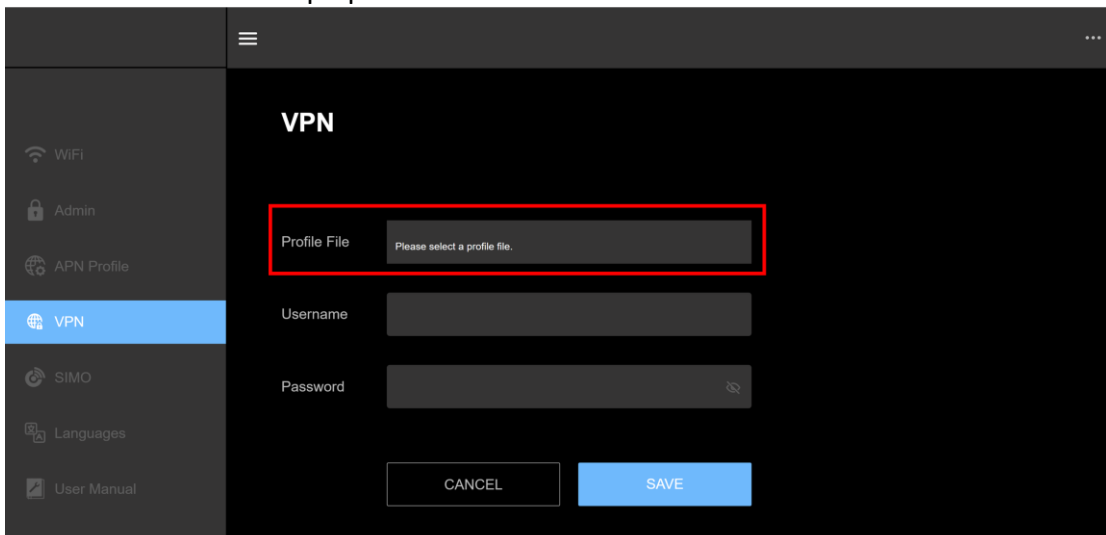 WiFi
Admin
APN Profile
VPN
SIMO
Languages
User Manual
VPN
Profile File
Please select a profile file.
Username
Password
CANCEL
SAVE